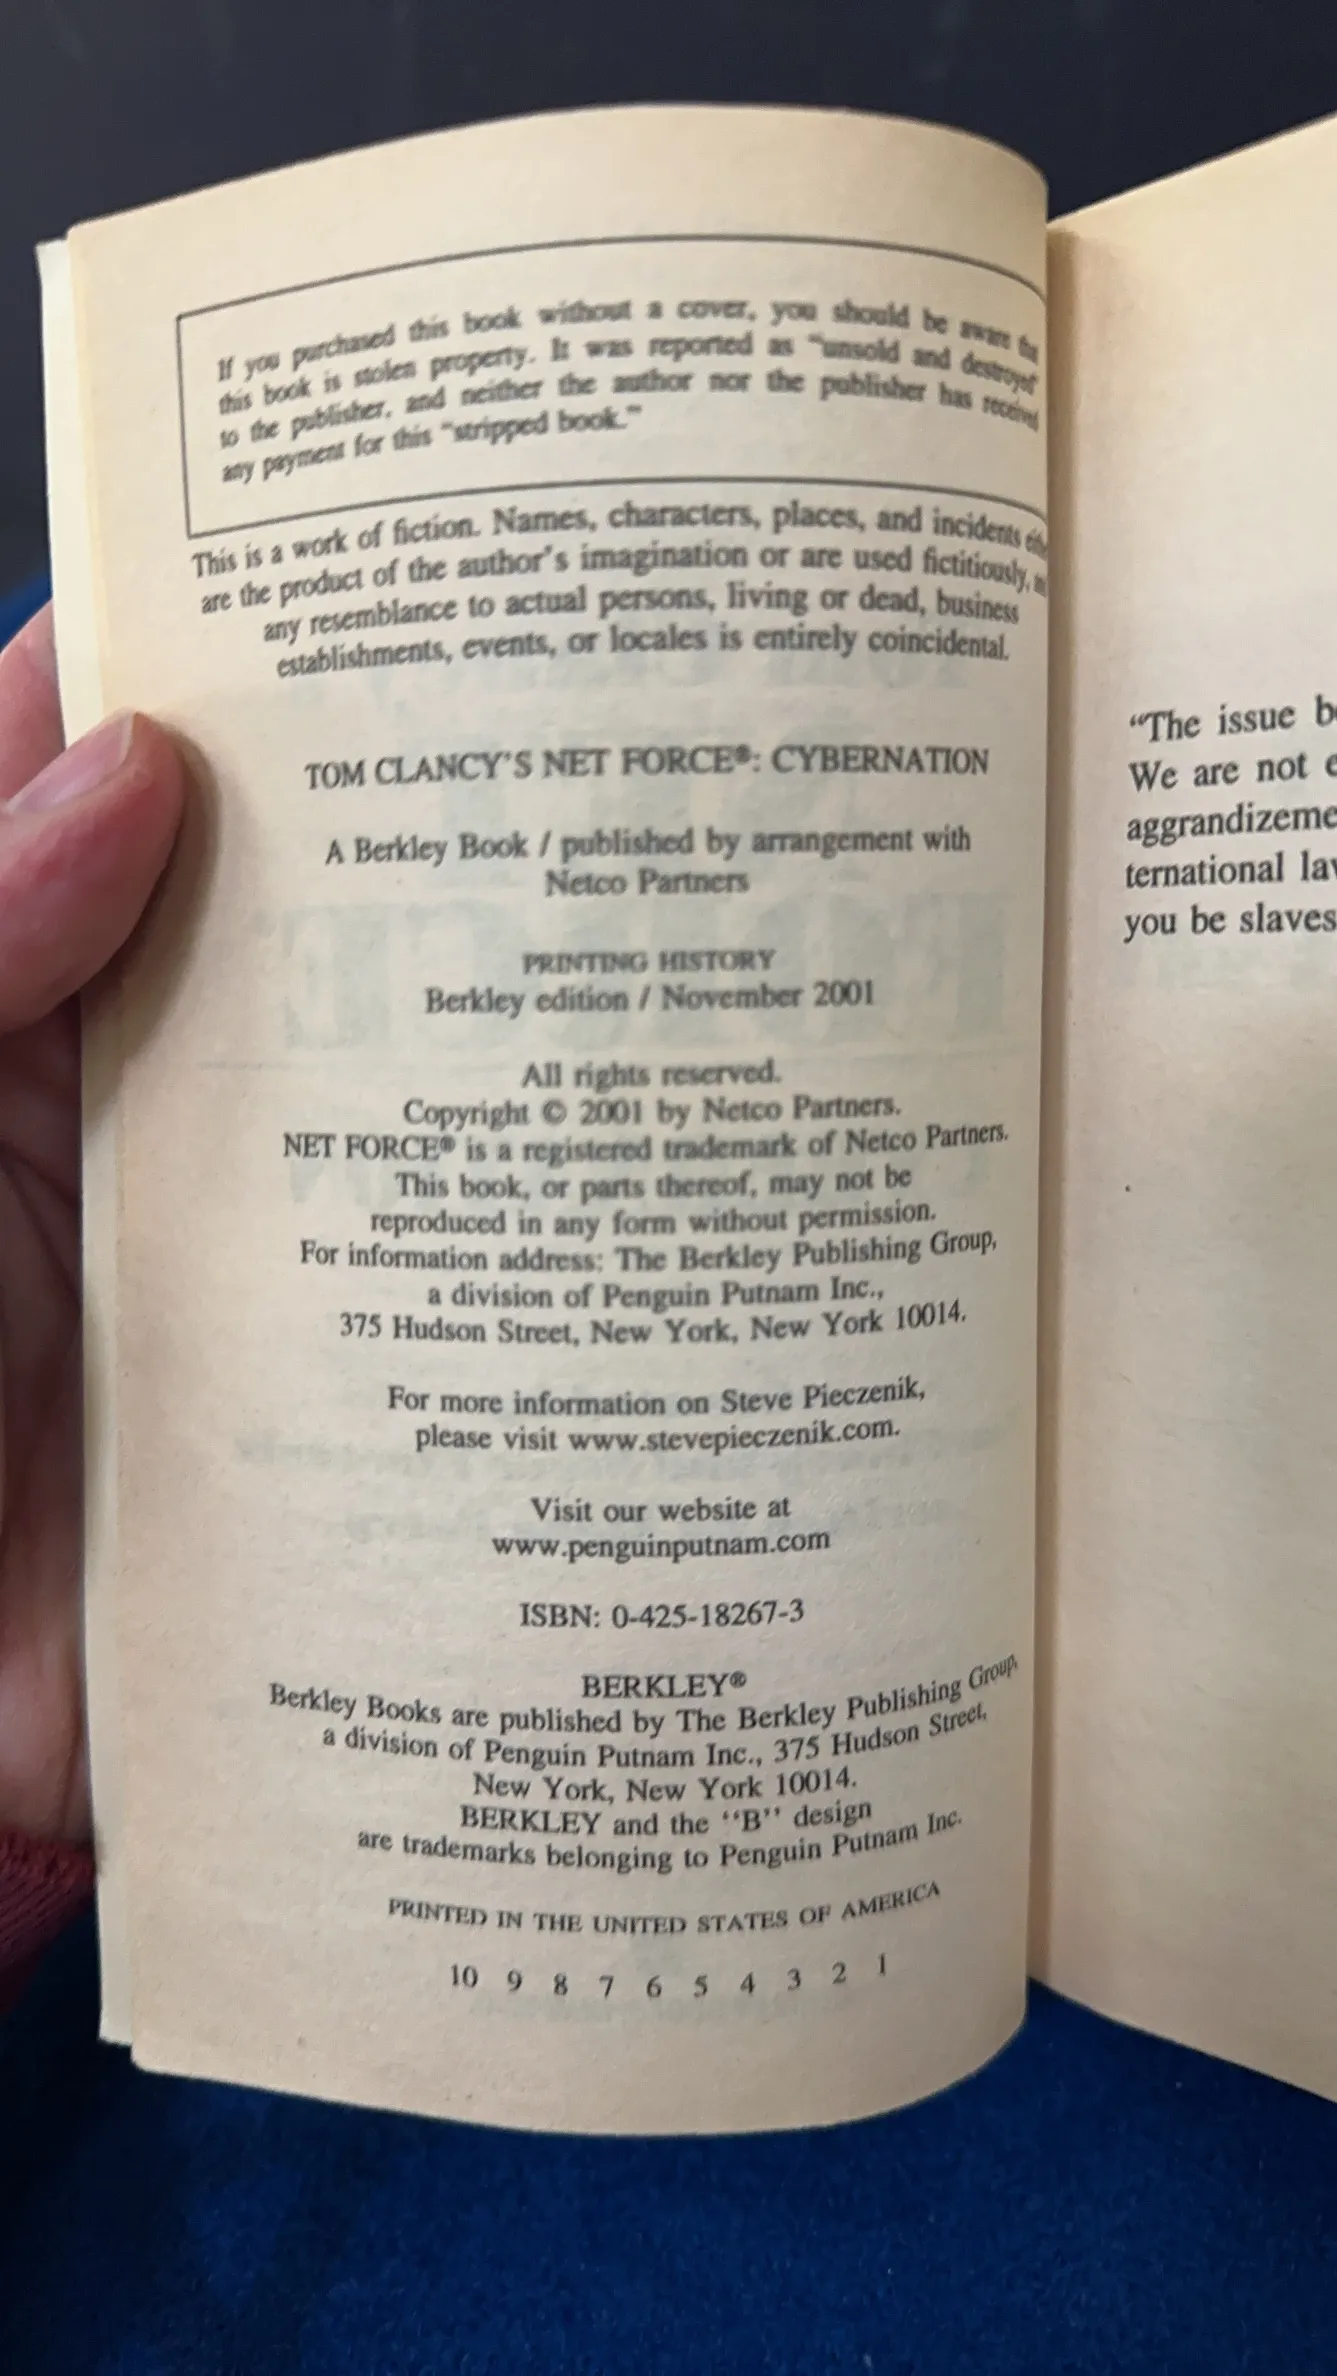 If you purchased this book without a cover, you should be aware that
this book is stolen property. It was reported as "unsold and destroyed
to the publisher, and neither the author nor the publisher has received
any payment for this "stripped book."
This is a work of fiction. Names, characters, places, and incidents
are the product of the author's imagination or are used fictitiously,
any resemblance to actual persons, living or dead, business
establishments, events, or locales is entirely coincidental.
TOM CLANCY'S NET FORCE®: CYBERNATION
A Berkley Book / published by arrangement with
Netco Partners
PRINTING HISTORY
Berkley edition / November 2001
All rights reserved.
Copyright © 2001 by Netco Partners.
NET FORCE® is a registered trademark of Netco Partners.
This book, or parts thereof, may not be
reproduced in any form without permission.
For information address: The Berkley Publishing Group,
a division of Penguin Putnam Inc.,
375 Hudson Street, New York, New York 10014.
For more information on Steve Pieczenik,
please visit www.stevepieczenik.com.
Visit our website at
www.penguinputnam.com
ISBN: 0-425-18267-3
BERKLEY®
Berkley Books are published by The Berkley Publishing Group,
a division of Penguin Putnam Inc., 375 Hudson Street,
New York, New York 10014.
BERKLEY and the "B" design
are trademarks belonging to Penguin Putnam Inc.
PRINTED IN THE UNITED STATES OF AMERICA
10 9 8 7 6 5 4 3 2 1
"The issue
We are not
aggrandizeme
ternational
you be slaves